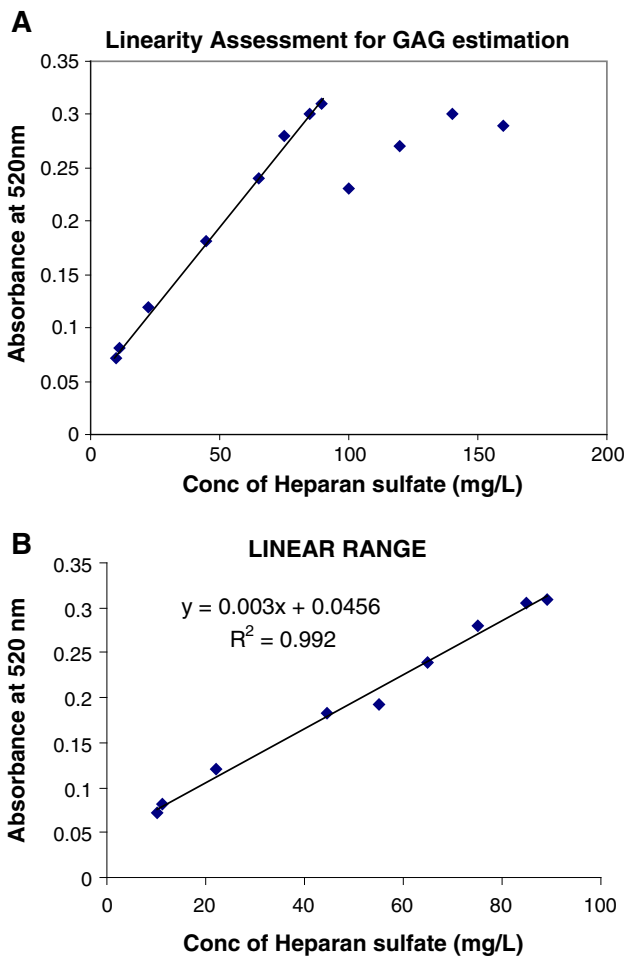 A
Linearity Assessment for GAG estimation
0.35
0.3
0.25
0.2
0.15
0.1
0.05
0
Absorbance at 520nm
0 50 100 150 200
Conc of Heparan sulfate (mg/L)
B
LINEAR RANGE
0.35
0.3
0.25
0.2
0.15
0.1
0.05
0
Absorbance at 520 nm
y = 0.003x + 0.0456
R² = 0.992
0 20 40 60 80 100
Conc of Heparan sulfate (mg/L)